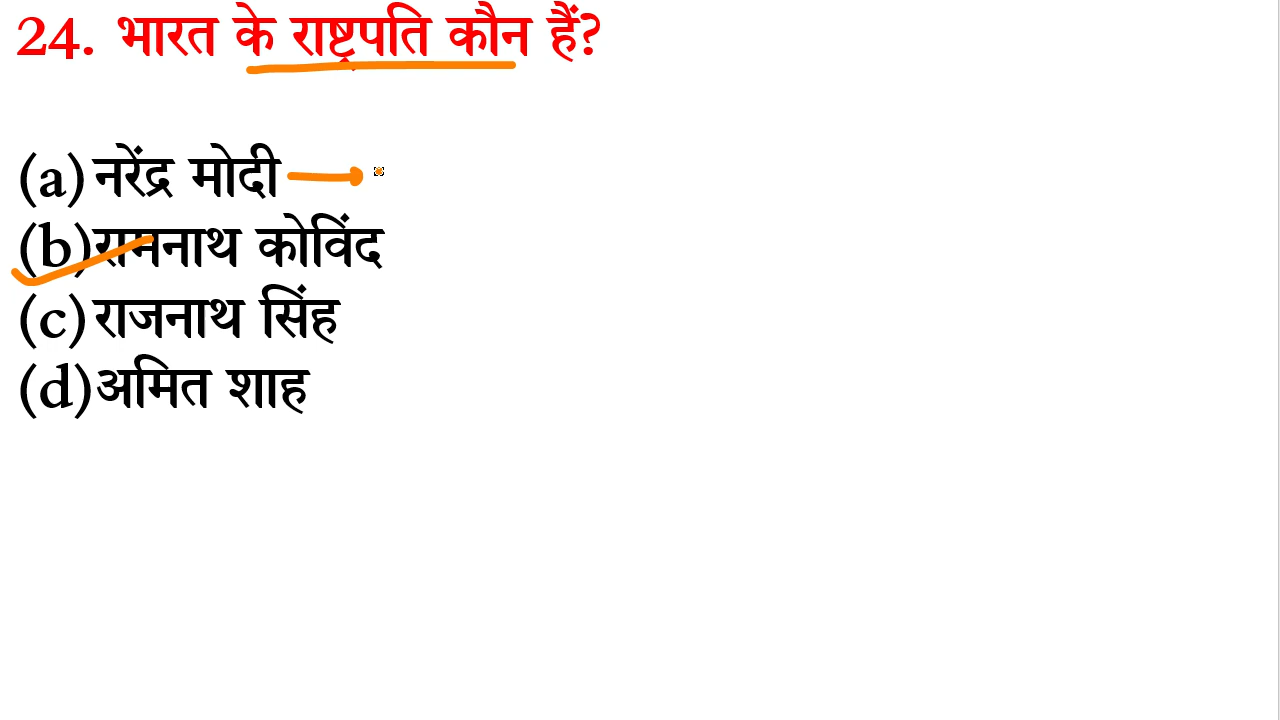 24. भारत के राष्ट्रपति कौन हैं?
(a) नरेंद्र मोदी
(b) रामनाथ कोविंद
(c) राजनाथ सिंह
(d) अमित शाह